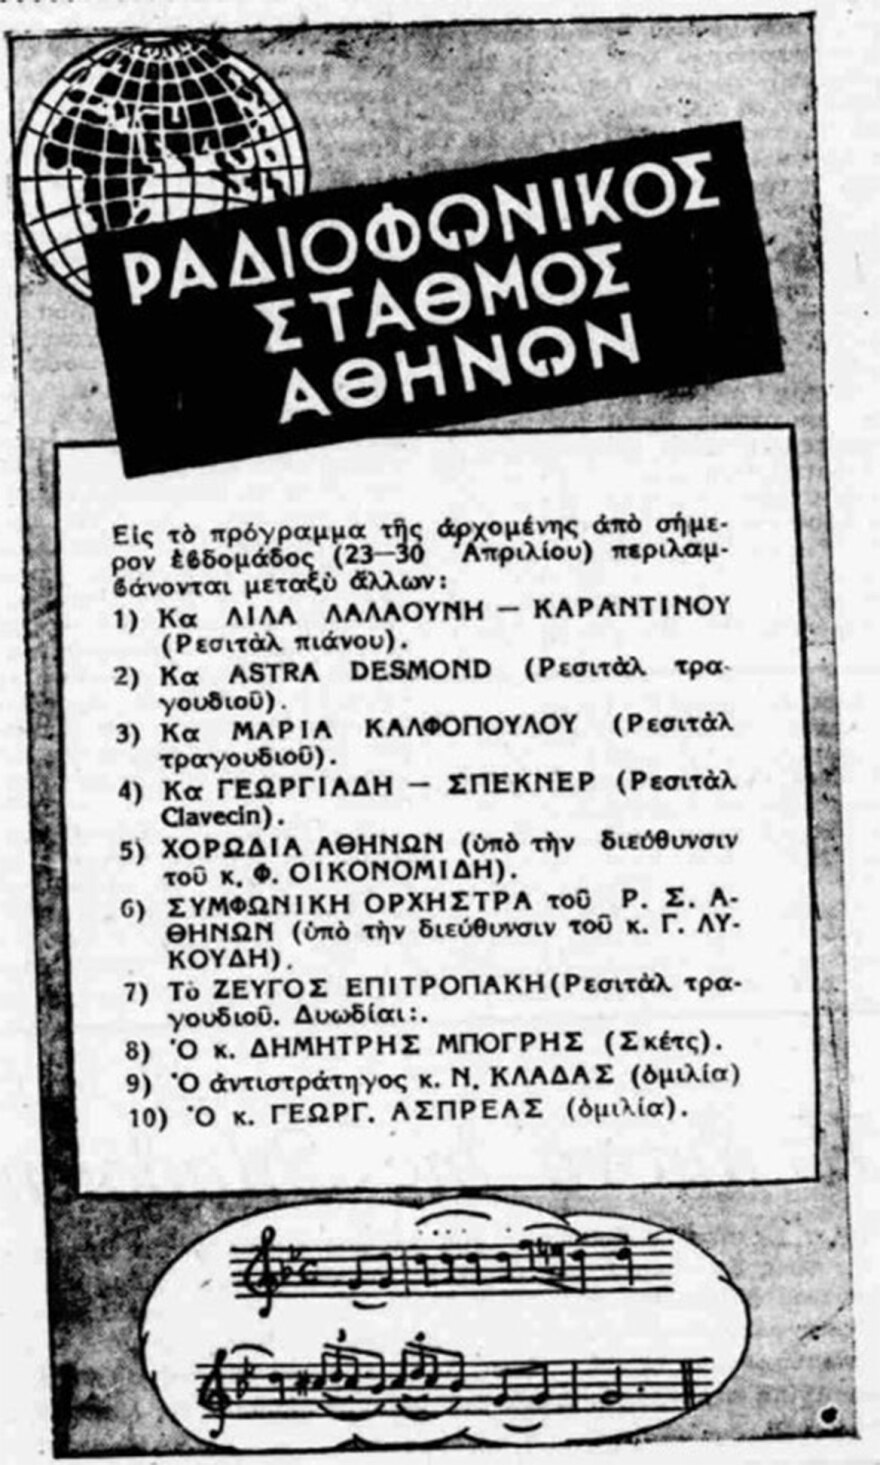 ΡΑΔΙΟΦΩΝΙΚΟΣ
ΣΤΑΘΜΟΣ
ΑΘΗΝΩΝ
Εἰς τὸ πρόγραμμα τῆς ἀρχομένης ἀπὸ σήμε-
ρον ἑβδομάδος (23—30 Ἀπριλίου) περιλαμ-
βάνονται μεταξὺ ἄλλων:
1) Κα ΛΙΛΑ ΛΑΛΑΟΥΝΗ — ΚΑΡΑΝΤΙΝΟΥ
(Ρεσιτὰλ πιάνου).
2) Κα ASTRA DESMOND (Ρεσιτὰλ τρα-
γουδιοῦ).
3) Κα ΜΑΡΙΑ ΚΑΛΦΟΠΟΥΛΟΥ (Ρεσιτὰλ
τραγουδιοῦ).
4) Κα ΓΕΩΡΓΙΑΔΗ — ΣΠΕΚΝΕΡ (Ρεσιτὰλ
Clavecin).
5) ΧΟΡΩΔΙΑ ΑΘΗΝΩΝ (ὑπὸ τὴν διεύθυνσιν
τοῦ κ. Φ. ΟΙΚΟΝΟΜΙΔΗ).
6) ΣΥΜΦΩΝΙΚΗ ΟΡΧΗΣΤΡΑ τοῦ Ρ. Σ. Α-
ΘΗΝΩΝ (ὑπὸ τὴν διεύθυνσιν τοῦ κ. Γ. ΛΥ-
ΚΟΥΔΗ).
7) Τὸ ΖΕΥΓΟΣ ΕΠΙΤΡΟΠΑΚΗ (Ρεσιτὰλ τρα-
γουδιοῦ. Δυωδίαι:.
8) Ὁ κ. ΔΗΜΗΤΡΗΣ ΜΠΟΓΡΗΣ (Σκέτς).
9) Ὁ ἀντιστράτηγος κ. Ν. ΚΛΑΔΑΣ (ὁμιλία)
10) Ὁ κ. ΓΕΩΡΓ. ΑΣΠΡΕΑΣ (ὁμιλία).